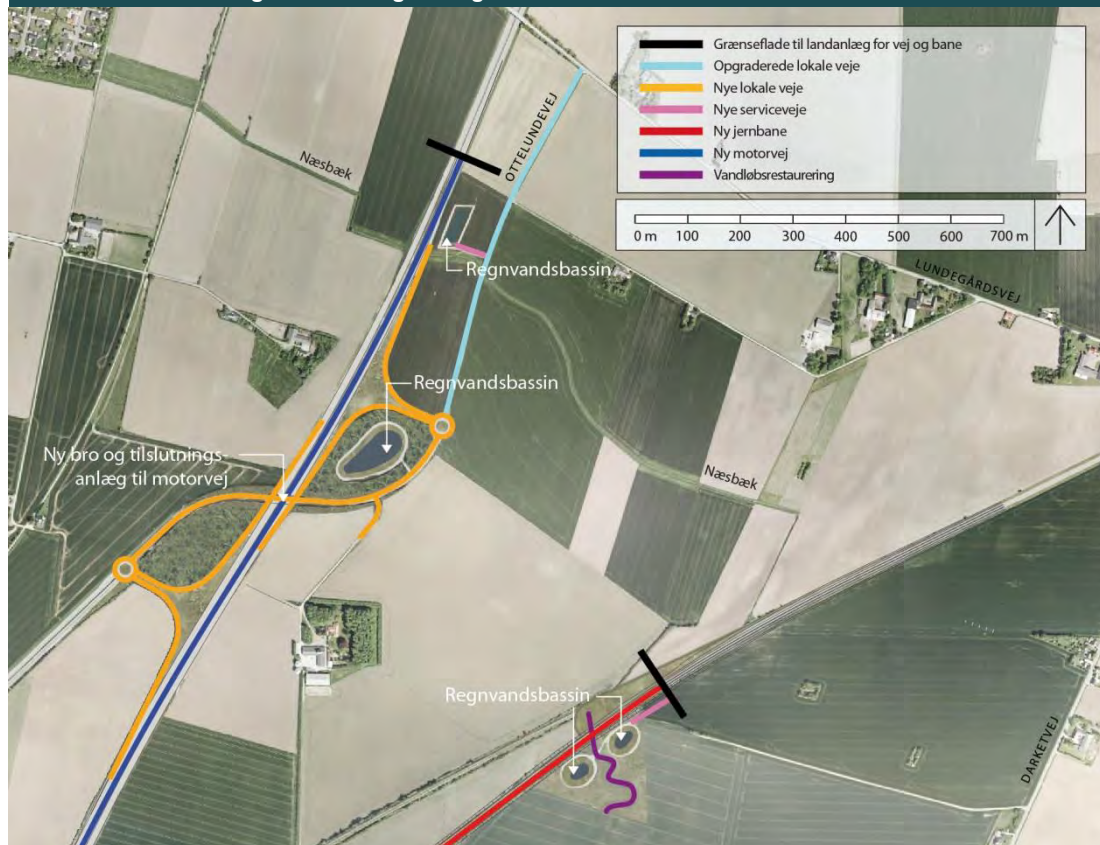 Grænseflade til landanlæg for vej og bane
Opgraderede lokale veje
Nye lokale veje
Nye serviceveje
Ny jernbane
Ny motorvej
Vandløbsrestaurering
0 m 100 200 300 400 500 600 700 m
OTTELUNDEVEJ
Næsbæk
Regnvandsbassin
LUNDEGÅRDSVEJ
Regnvandsbassin
Ny bro og tilslutnings-
anlæg til motorvej
Næsbæk
Regnvandsbassin
DARKETVEJ